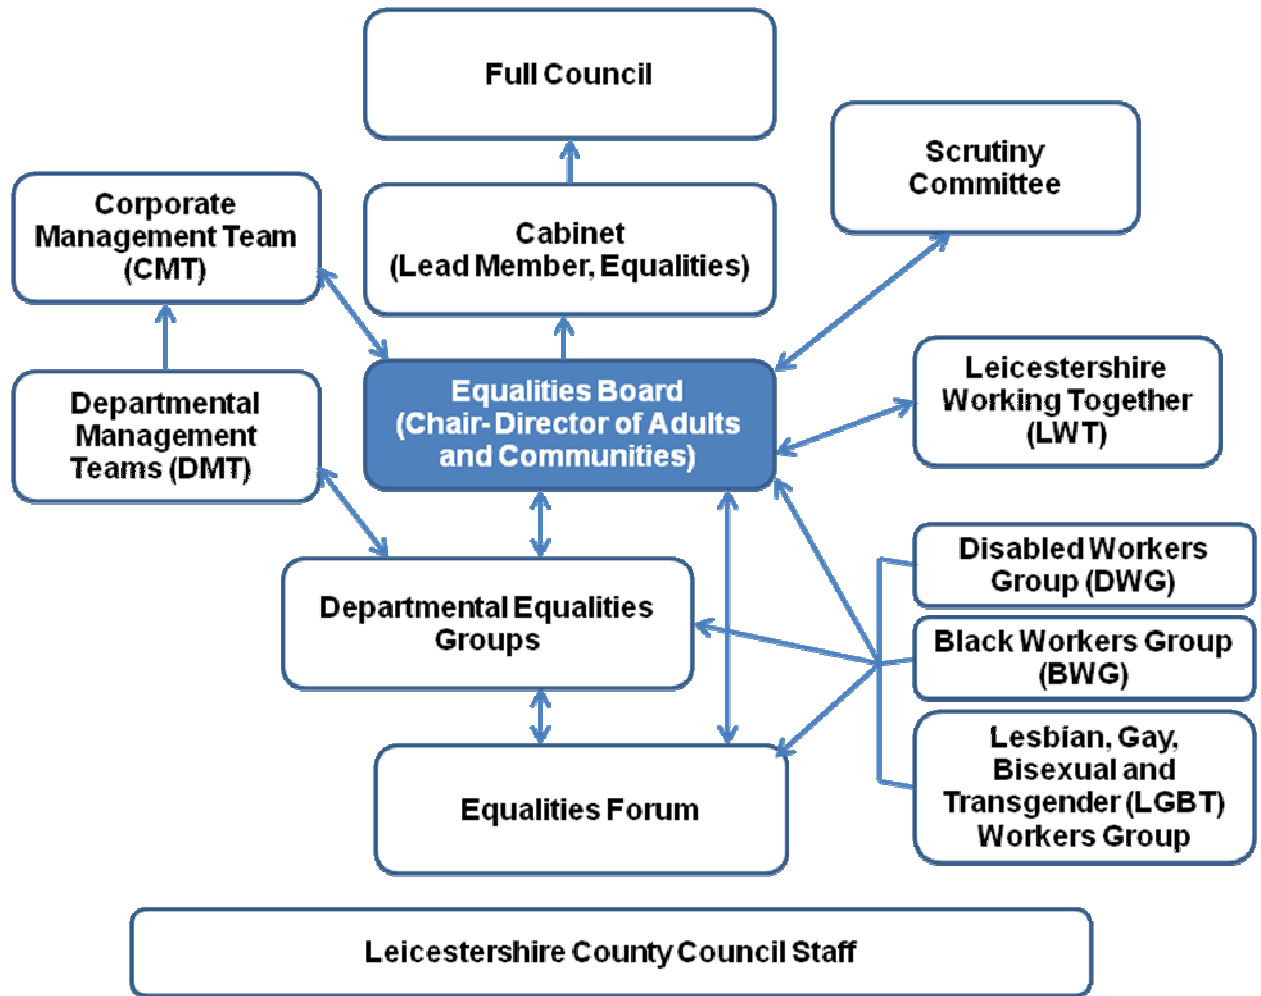 Full Council
Scrutiny
Committee
Corporate
Management Team
(CMT)
Cabinet
(Lead Member, Equalities)
Leicestershire
Working Together
(LWT)
Departmental
Management
Teams (DMT)
Equalities Board
(Chair- Director of Adults
and Communities)
Disabled Workers
Group (DWG)
Departmental Equalities
Groups
Black Workers Group
(BWG)
Lesbian, Gay,
Bisexual and
Transgender (LGBT)
Workers Group
Equalities Forum
Leicestershire County Council Staff